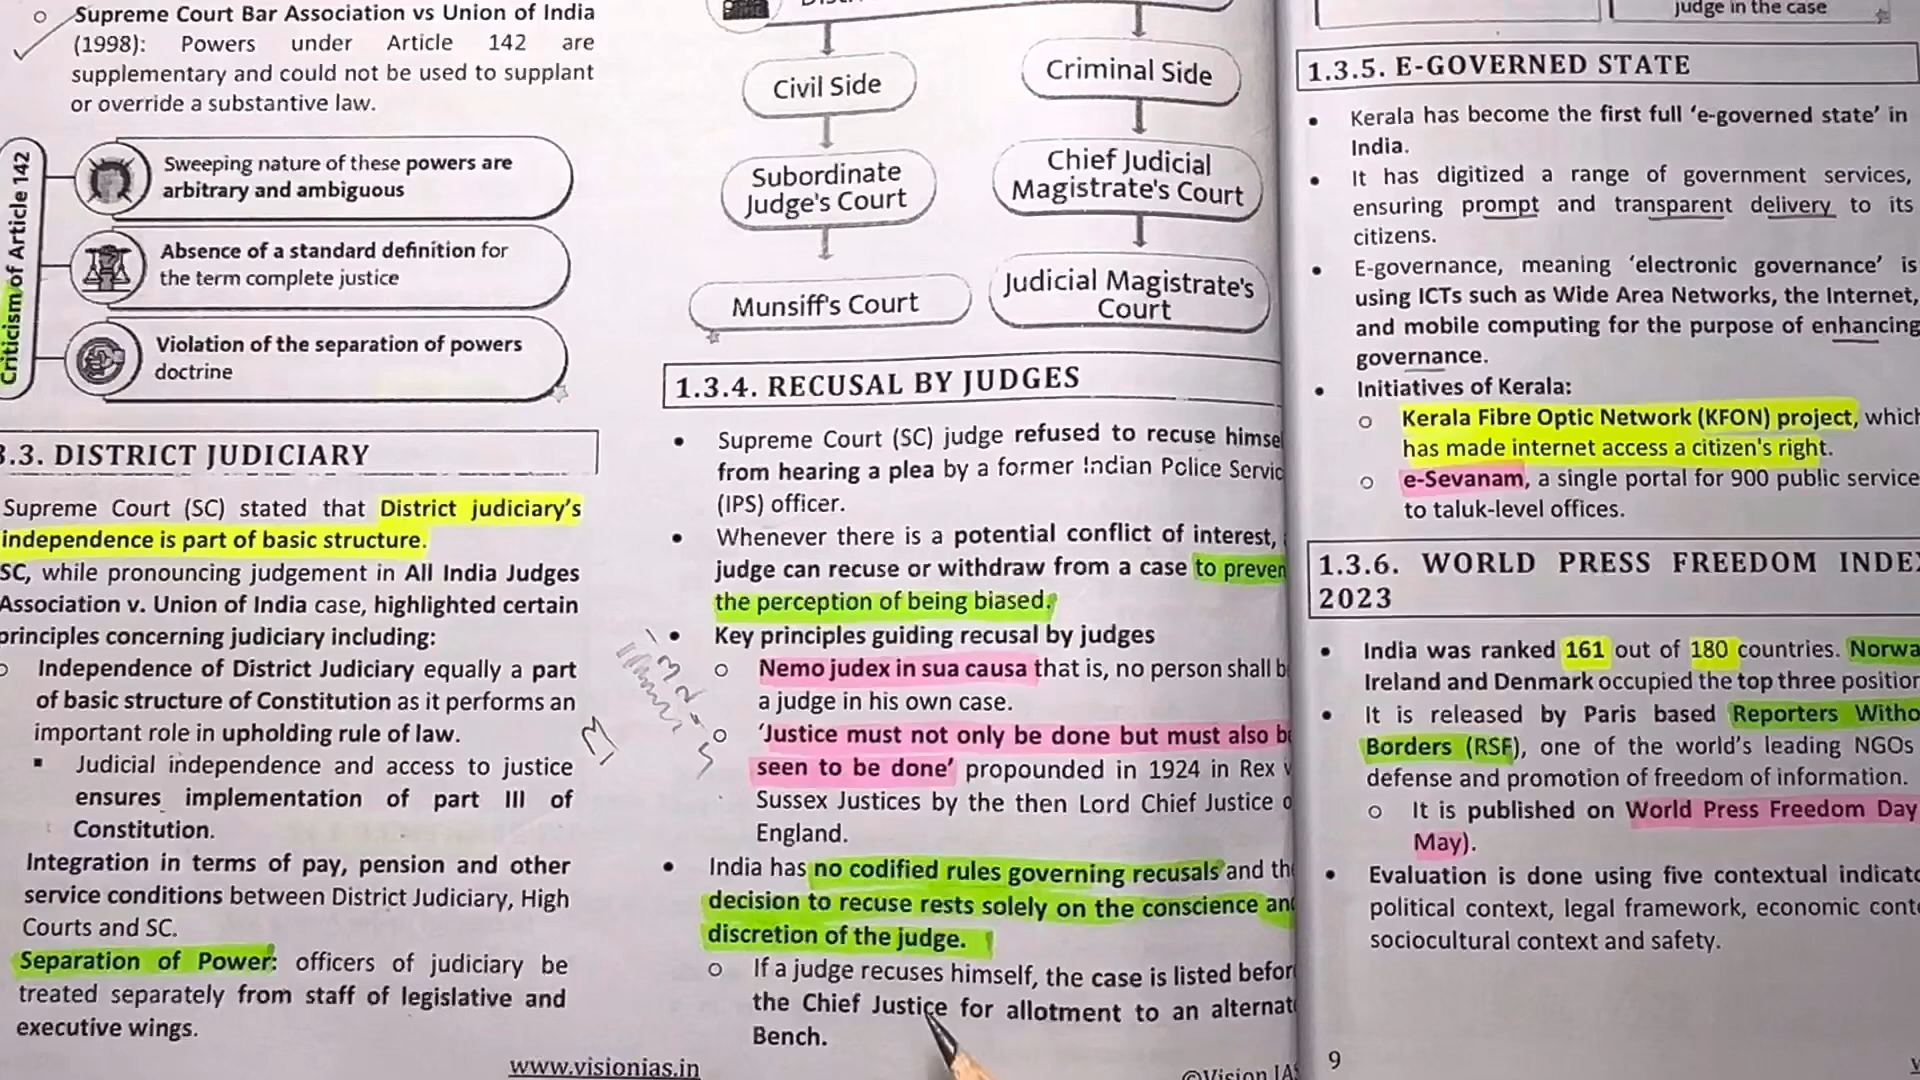 Supreme Court Bar Association vs Union of India
(1998): Powers under Article 142 are
supplementary and could not be used to supplant
or override a substantive law.
Criticism of Article 142
Sweeping nature of these powers are
arbitrary and ambiguous
Absence of a standard definition for
the term complete justice
Violation of the separation of powers
doctrine
3.3. DISTRICT JUDICIARY
Supreme Court (SC) stated that District judiciary's
independence is part of basic structure.
SC, while pronouncing judgement in All India Judges
Association v. Union of India case, highlighted certain
principles concerning judiciary including:
Independence of District Judiciary equally a part
of basic structure of Constitution as it performs an
important role in upholding rule of law.
Judicial independence and access to justice
ensures implementation of part III of
Constitution.
Integration in terms of pay, pension and other
service conditions between District Judiciary, High
Courts and SC.
Separation of Power: officers of judiciary be
treated separately from staff of legislative and
executive wings.
www.visionias.in
Civil Side
Criminal Side
Subordinate
Judge's Court
Chief Judicial
Magistrate's Court
Munsiff's Court
Judicial Magistrate's
Court
1.3.4. RECUSAL BY JUDGES
Supreme Court (SC) judge refused to recuse himse
from hearing a plea by a former Indian Police Servic
(IPS) officer.
Whenever there is a potential conflict of interest,
judge can recuse or withdraw from a case to preven
the perception of being biased.
Key principles guiding recusal by judges
Nemo judex in sua causa that is, no person shall b
a judge in his own case.
'Justice must not only be done but must also b
seen to be done' propounded in 1924 in Rex v
Sussex Justices by the then Lord Chief Justice o
England.
India has no codified rules governing recusals and the
decision to recuse rests solely on the conscience and
discretion of the judge.
If a judge recuses himself, the case is listed befor
the Chief Justice for allotment to an alternat
Bench.
©Vision IAS
judge in the case
1.3.5. E-GOVERNED STATE
Kerala has become the first full 'e-governed state' in
India.
It has digitized a range of government services,
ensuring prompt and transparent delivery to its
citizens.
E-governance, meaning 'electronic governance' is
using ICTs such as Wide Area Networks, the Internet,
and mobile computing for the purpose of enhancing
governance.
Initiatives of Kerala:
Kerala Fibre Optic Network (KFON) project, which
has made internet access a citizen's right.
e-Sevanam, a single portal for 900 public service
to taluk-level offices.
1.3.6. WORLD PRESS FREEDOM INDEX
2023
India was ranked 161 out of 180 countries. Norwa
Ireland and Denmark occupied the top three position
It is released by Paris based Reporters Witho
Borders (RSF), one of the world's leading NGOs
defense and promotion of freedom of information.
It is published on World Press Freedom Day
May).
Evaluation is done using five contextual indicato
political context, legal framework, economic conte
sociocultural context and safety.
9